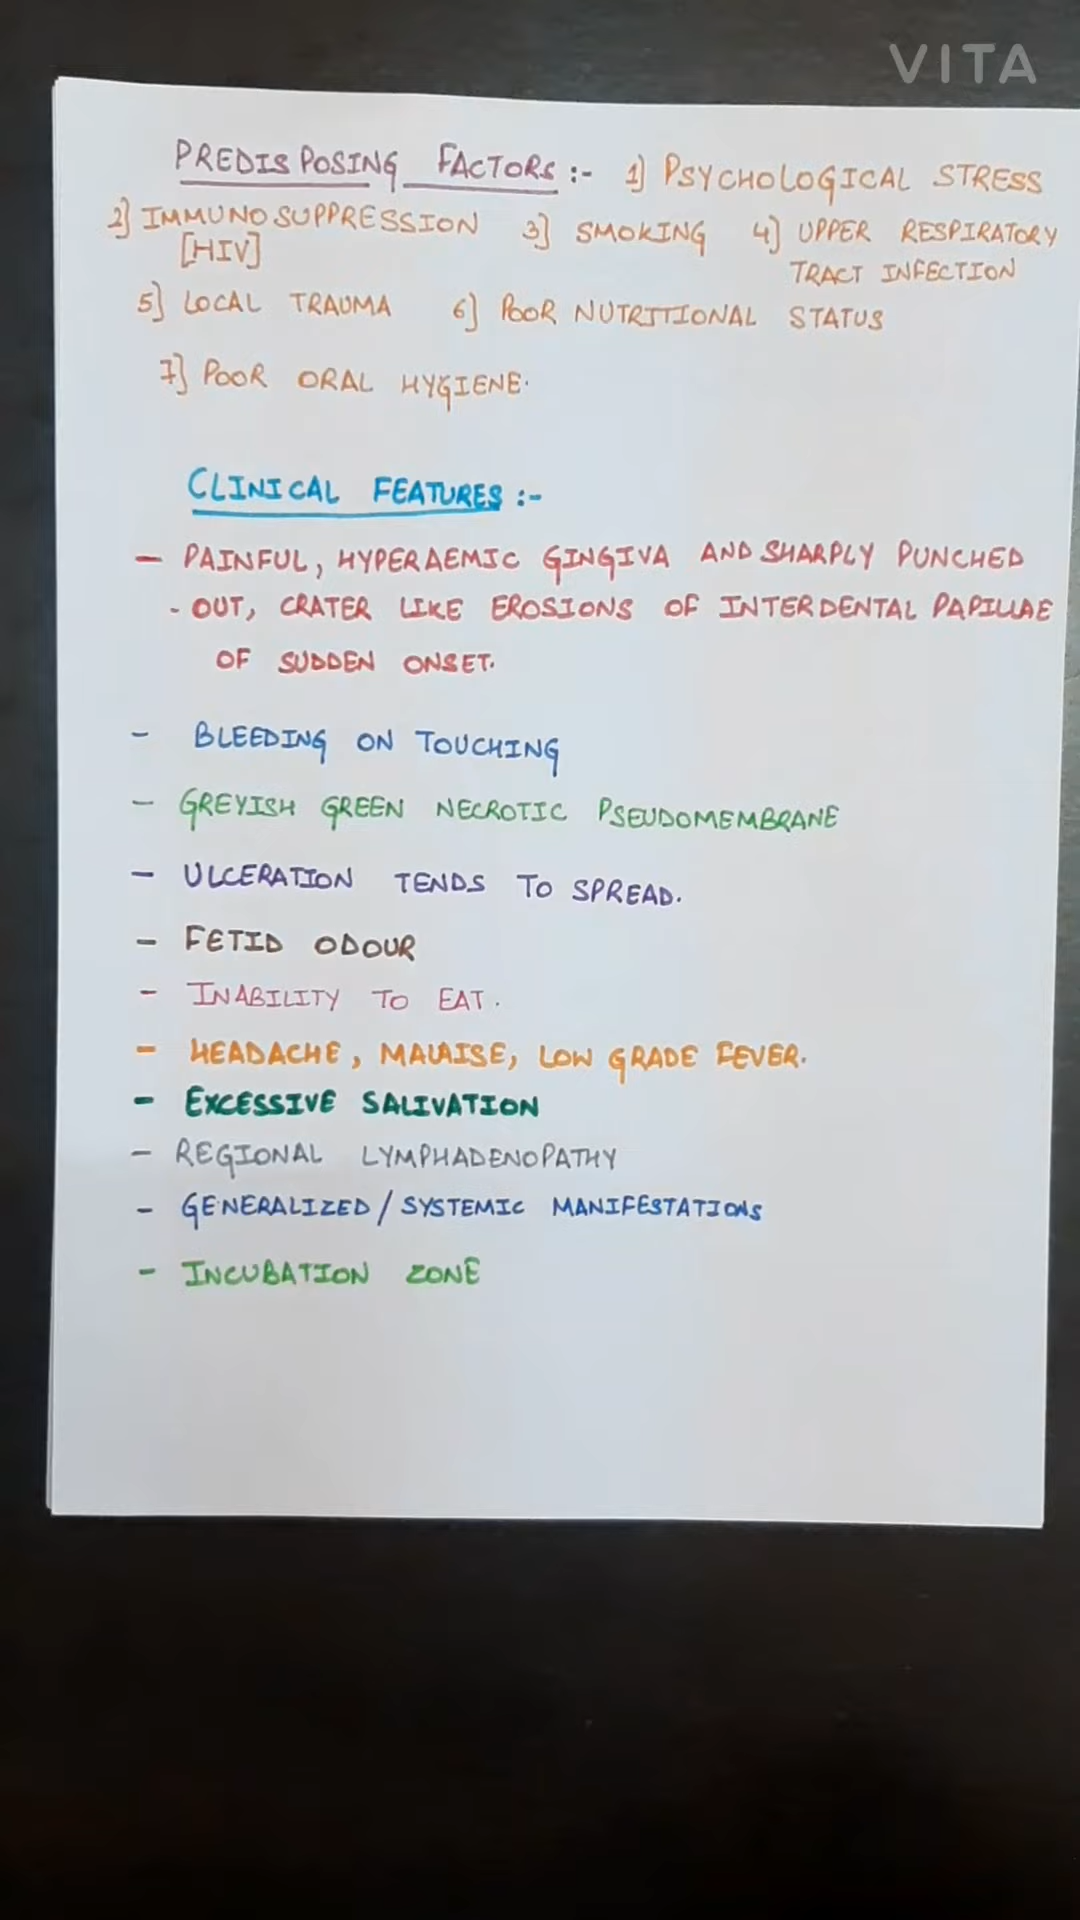 VITA
PREDISPOSING FACTORS :- 1] PSYCHOLOGICAL STRESS
2] IMMUNOSUPPRESSION 3] SMOKING 4] UPPER RESPIRATORY
[HIV] TRACT INFECTION
5] LOCAL TRAUMA 6] POOR NUTRITIONAL STATUS
7] POOR ORAL HYGIENE.
CLINICAL FEATURES :-
- PAINFUL, HYPERAEMIC GINGIVA AND SHARPLY PUNCHED
- OUT, CRATER LIKE EROSIONS OF INTERDENTAL PAPILLAE
OF SUDDEN ONSET.
- BLEEDING ON TOUCHING
- GREYISH GREEN NECROTIC PSEUDOMEMBRANE
- ULCERATION TENDS TO SPREAD.
- FETID ODOUR
- INABILITY TO EAT.
- HEADACHE, MALAISE, LOW GRADE FEVER.
- EXCESSIVE SALIVATION
- REGIONAL LYMPHADENOPATHY
- GENERALIZED / SYSTEMIC MANIFESTATIONS
- INCUBATION ZONE